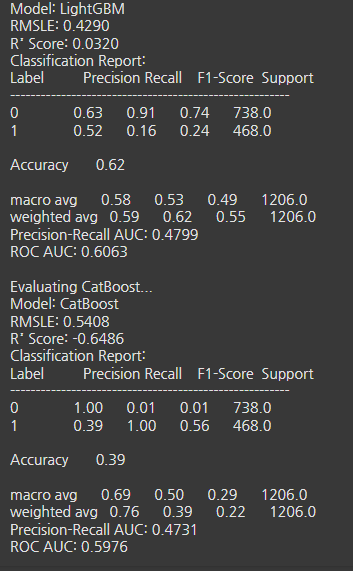 Model: LightGBM
RMSLE: 0.4290
R² Score: 0.0320
Classification Report:
Label Precision Recall F1-Score Support
------------------------------------------------------------
0 0.63 0.91 0.74 738.0
1 0.52 0.16 0.24 468.0
Accuracy 0.62
macro avg 0.58 0.53 0.49 1206.0
weighted avg 0.59 0.62 0.55 1206.0
Precision-Recall AUC: 0.4799
ROC AUC: 0.6063
Evaluating CatBoost...
Model: CatBoost
RMSLE: 0.5408
R² Score: -0.6486
Classification Report:
Label Precision Recall F1-Score Support
------------------------------------------------------------
0 1.00 0.01 0.01 738.0
1 0.39 1.00 0.56 468.0
Accuracy 0.39
macro avg 0.69 0.50 0.29 1206.0
weighted avg 0.76 0.39 0.22 1206.0
Precision-Recall AUC: 0.4731
ROC AUC: 0.5976